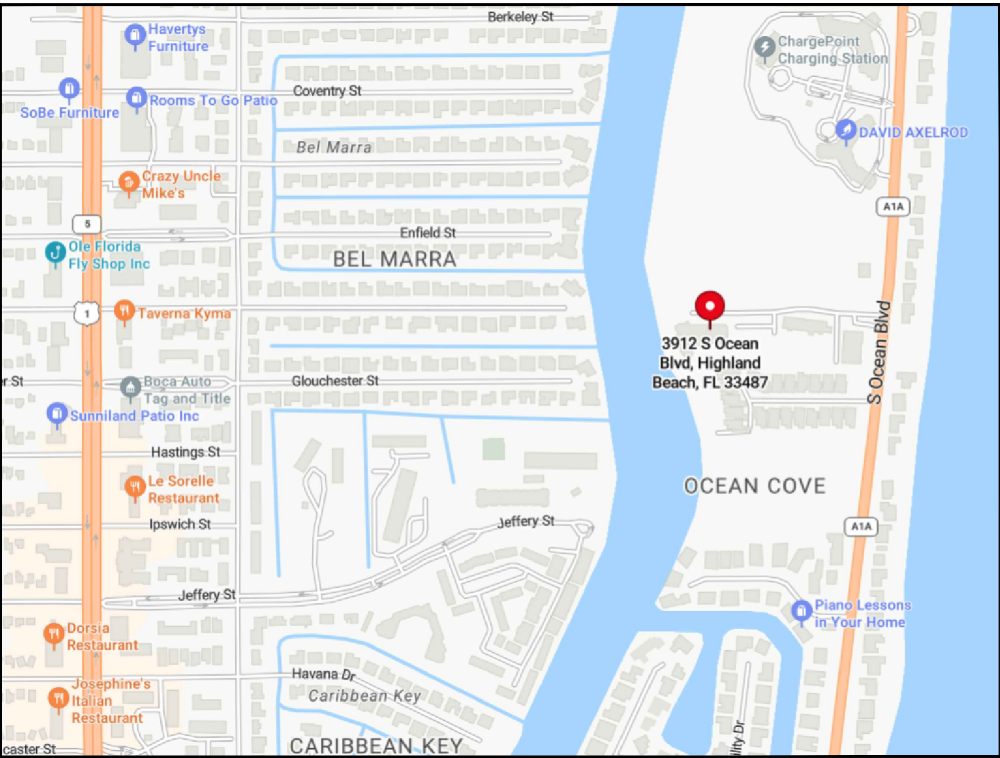 Berkeley St
Havertys
Furniture
ChargePoint
Charging Station
SoBe Furniture
Rooms To Go Patio
Coventry St
DAVID AXELROD
Bel Marra
Crazy Uncle
Mike's
A1A
5
Enfield St
Ole Florida
Fly Shop Inc
BEL MARRA
1
Taverna Kyma
3912 S Ocean
Blvd, Highland
Beach, FL 33487
S Ocean Blvd
er St
Boca Auto
Tag and Title
Glouchester St
Sunniland Patio Inc
Hastings St
Le Sorelle
Restaurant
OCEAN COVE
Ipswich St
Jeffery St
A1A
Jeffery St
Piano Lessons
in Your Home
Dorsia
Restaurant
Havana Dr
Caribbean Key
Josephine's
Italian
Restaurant
ility Dr
caster St
CARIBBEAN KEY